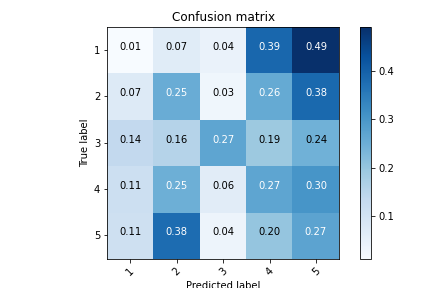 Confusion matrix
1 0.01 0.07 0.04 0.39 0.49
2 0.07 0.25 0.03 0.26 0.38
3 0.14 0.16 0.27 0.19 0.24
4 0.11 0.25 0.06 0.27 0.30
5 0.11 0.38 0.04 0.20 0.27
1 2 3 4 5
True label
Predicted label
0.4
0.3
0.2
0.1